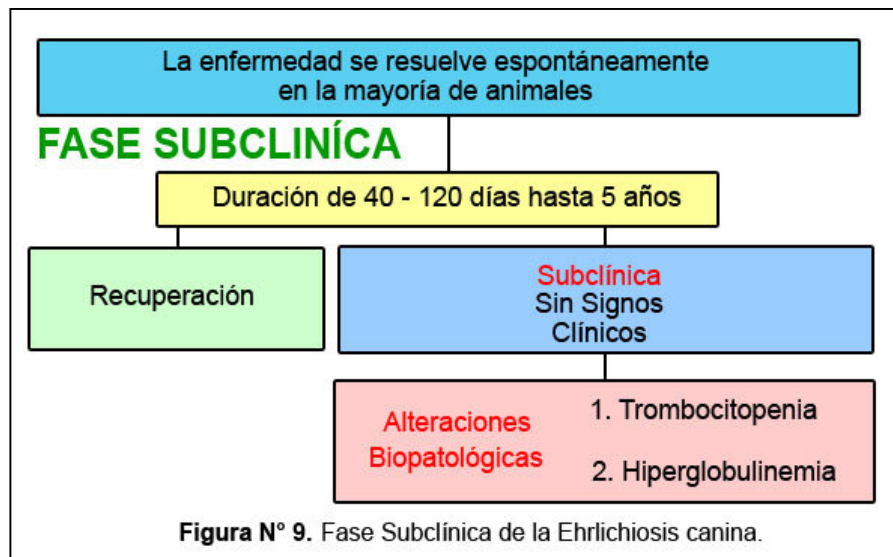 La enfermedad se resuelve espontáneamente
en la mayoría de animales
FASE SUBCLINÍCA
Duración de 40 - 120 días hasta 5 años
Recuperación
Subclínica
Sin Signos
Clínicos
Alteraciones
Biopatológicas
1. Trombocitopenia
2. Hiperglobulinemia
Figura N° 9. Fase Subclínica de la Ehrlichiosis canina.